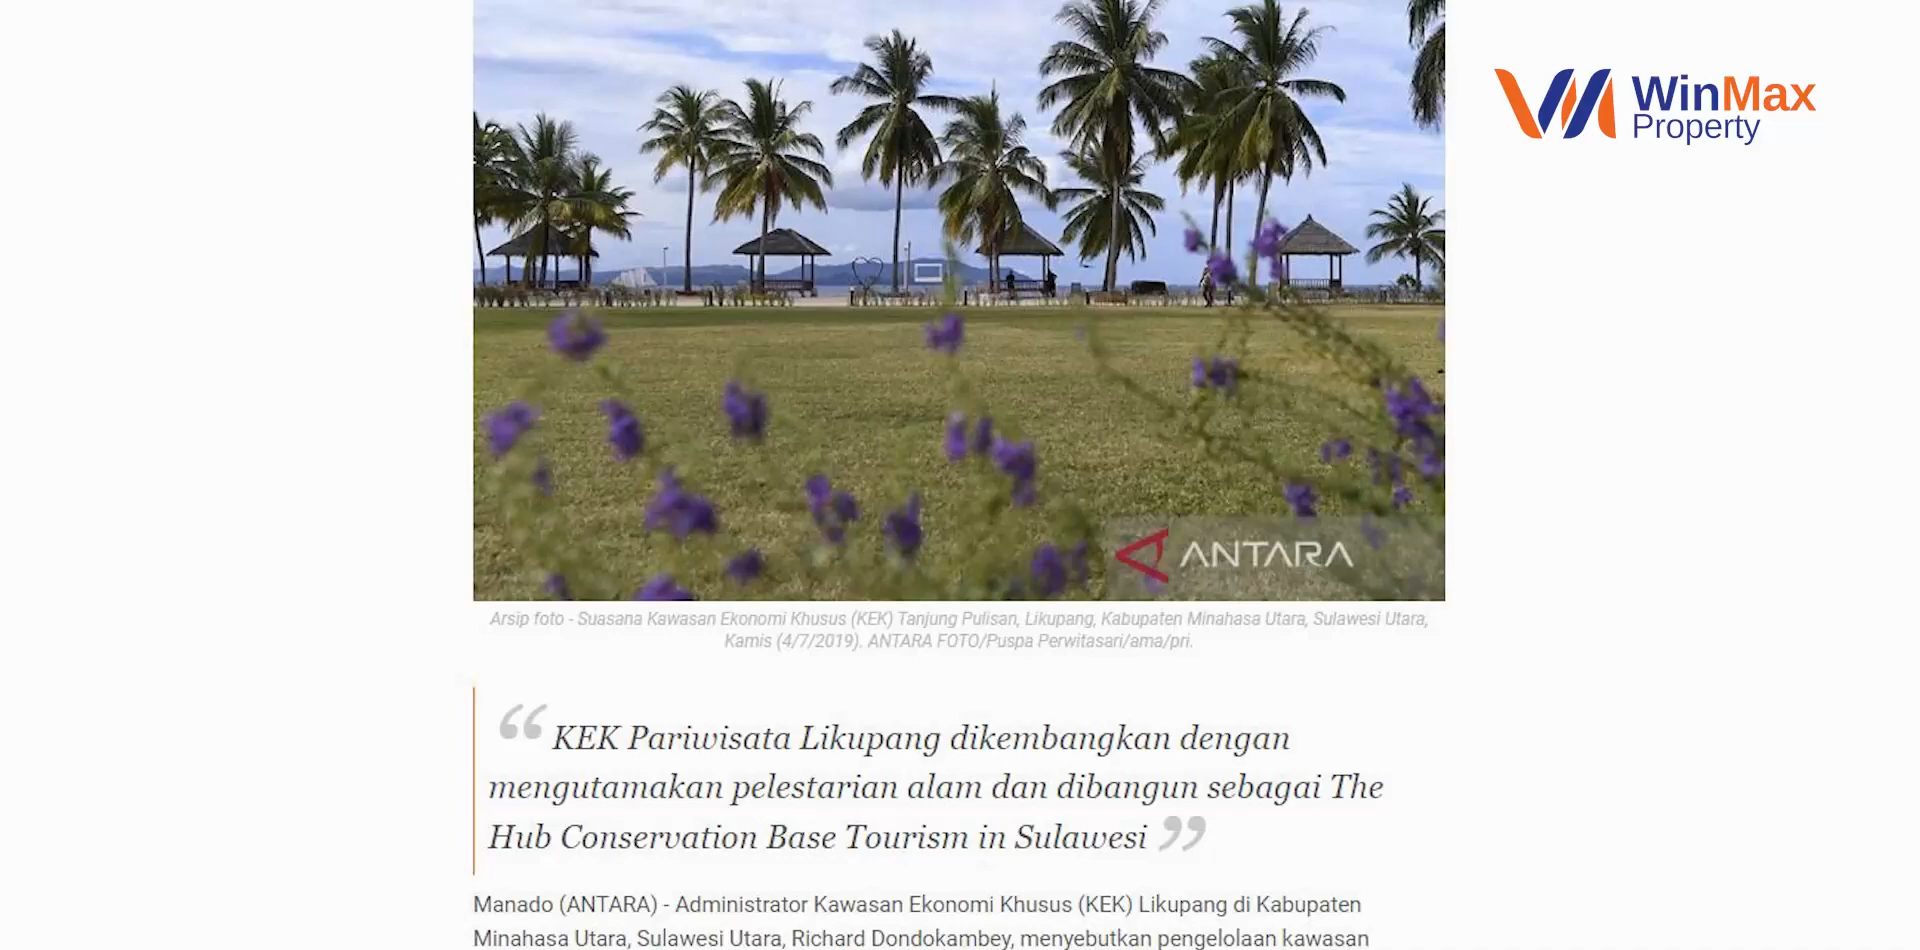 WinMax
Property
ANTARA
Arsip foto - Suasana Kawasan Ekonomi Khusus (KEK) Tanjung Pulisan, Likupang, Kabupaten Minahasa Utara, Sulawesi Utara,
Kamis (4/7/2019). ANTARA FOTO/Puspa Perwitasari/ama/pri.
“ KEK Pariwisata Likupang dikembangkan dengan
mengutamakan pelestarian alam dan dibangun sebagai The
Hub Conservation Base Tourism in Sulawesi ”
Manado (ANTARA) - Administrator Kawasan Ekonomi Khusus (KEK) Likupang di Kabupaten
Minahasa Utara, Sulawesi Utara, Richard Dondokambey, menyebutkan pengelolaan kawasan